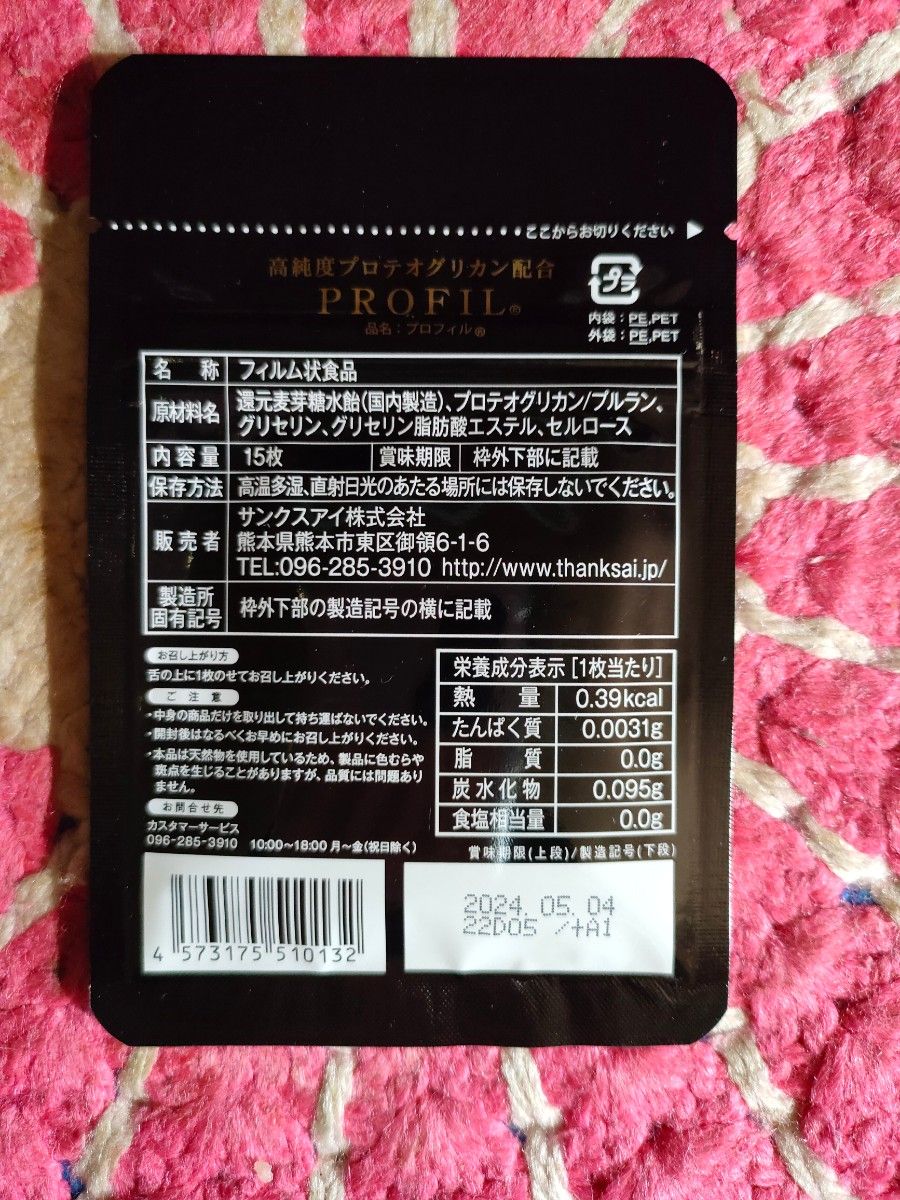 ここからお切りください ▶
高純度プロテオグリカン配合
PROFIL®
品名：プロフィル®
プラ
内袋：PE,PET
外袋：PE,PET
名 称 フィルム状食品
原材料名 還元麦芽糖水飴(国内製造)、プロテオグリカン/プルラン、
グリセリン、グリセリン脂肪酸エステル、セルロース
内容量 15枚 賞味期限 枠外下部に記載
保存方法 高温多湿、直射日光のあたる場所には保存しないでください。
販売者 サンクスアイ株式会社
熊本県熊本市東区御領6-1-6
TEL:096-285-3910 http://www.thanksai.jp/
製造所
固有記号 枠外下部の製造記号の横に記載
お召し上がり方
舌の上に1枚のせてお召し上がりください。
ご注意
・中身の商品だけを取り出して持ち運ばないでください。
・開封後はなるべくお早めにお召し上がりください。
・本品は天然物を使用しているため、製品に色むらや
斑点を生じることがありますが、品質には問題あり
ません。
お問合せ先
カスタマーサービス
096-285-3910 10:00～18:00 月～金(祝日除く)
栄養成分表示 [1枚当たり]
熱 量 0.39kcal
たんぱく質 0.0031g
脂 質 0.0g
炭水化物 0.095g
食塩相当量 0.0g
賞味期限(上段)/製造記号(下段)
4 573175 510132
2024. 05. 04
22D05 /+A1